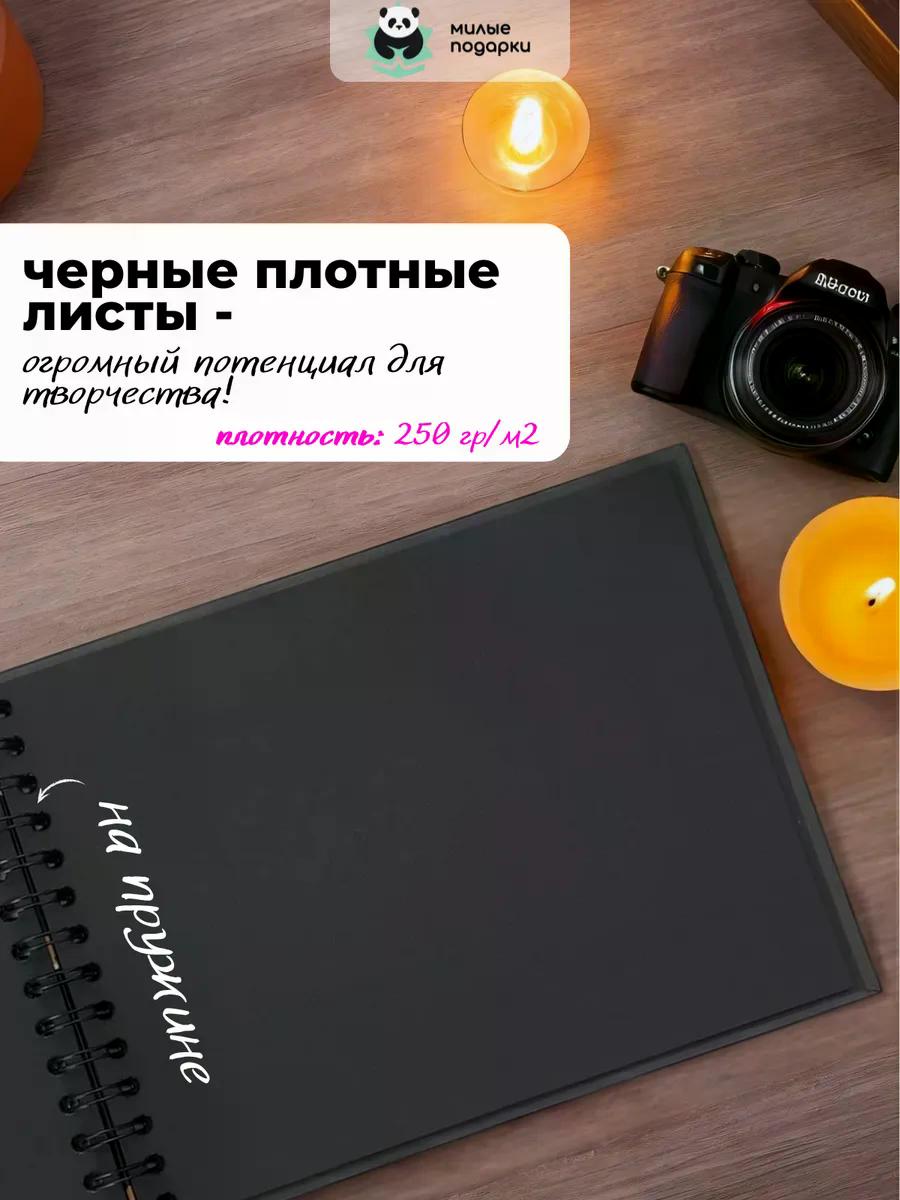 милые
подарки
черные плотные
листы -
огромный потенциал для
творчества!
плотность: 250 гр/м2
на пружине